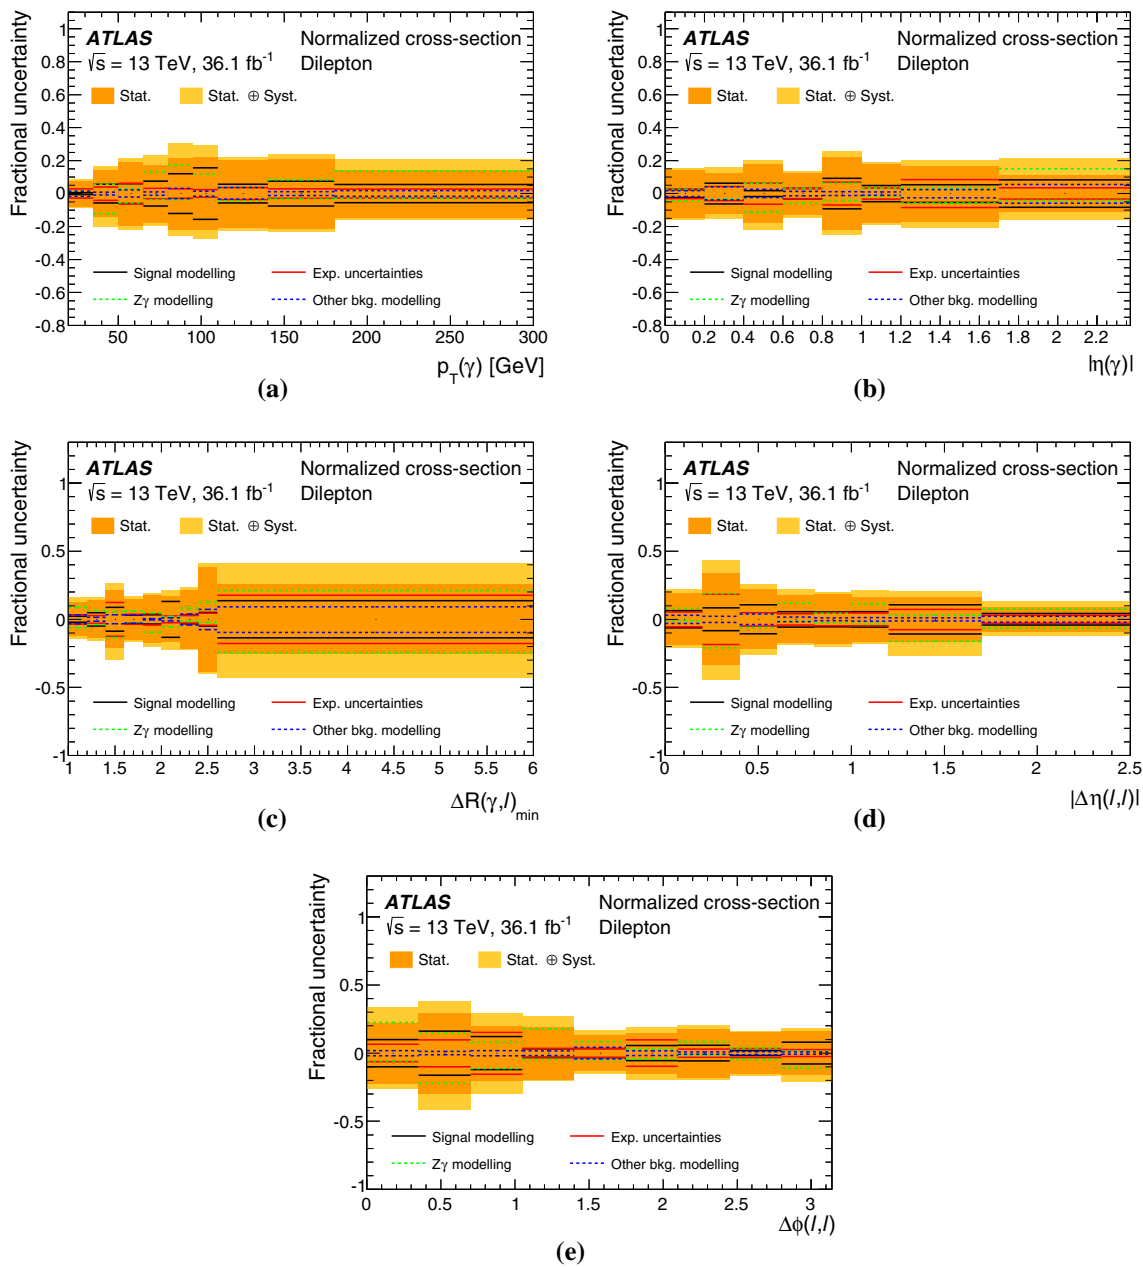 Fractional uncertainty
1
0.8
0.6
0.4
0.2
0
-0.2
-0.4
-0.6
-0.8
ATLAS
Normalized cross-section
√s = 13 TeV, 36.1 fb⁻¹
Dilepton
Stat.
Stat. ⊕ Syst.
Signal modelling
Exp. uncertainties
Zγ modelling
Other bkg. modelling
50 100 150 200 250 300
p_T(γ) [GeV]
(a)
Fractional uncertainty
1
0.8
0.6
0.4
0.2
0
-0.2
-0.4
-0.6
-0.8
ATLAS
Normalized cross-section
√s = 13 TeV, 36.1 fb⁻¹
Dilepton
Stat.
Stat. ⊕ Syst.
Signal modelling
Exp. uncertainties
Zγ modelling
Other bkg. modelling
0 0.2 0.4 0.6 0.8 1 1.2 1.4 1.6 1.8 2 2.2
|η(γ)|
(b)
Fractional uncertainty
1
0.5
0
-0.5
-1
ATLAS
Normalized cross-section
√s = 13 TeV, 36.1 fb⁻¹
Dilepton
Stat.
Stat. ⊕ Syst.
Signal modelling
Exp. uncertainties
Zγ modelling
Other bkg. modelling
1 1.5 2 2.5 3 3.5 4 4.5 5 5.5 6
ΔR(γ,l)_min
(c)
Fractional uncertainty
1
0.5
0
-0.5
-1
ATLAS
Normalized cross-section
√s = 13 TeV, 36.1 fb⁻¹
Dilepton
Stat.
Stat. ⊕ Syst.
Signal modelling
Exp. uncertainties
Zγ modelling
Other bkg. modelling
0 0.5 1 1.5 2 2.5
|Δη(l,l)|
(d)
Fractional uncertainty
1
0.5
0
-0.5
-1
ATLAS
Normalized cross-section
√s = 13 TeV, 36.1 fb⁻¹
Dilepton
Stat.
Stat. ⊕ Syst.
Signal modelling
Exp. uncertainties
Zγ modelling
Other bkg. modelling
0 0.5 1 1.5 2 2.5 3
Δϕ(l,l)
(e)